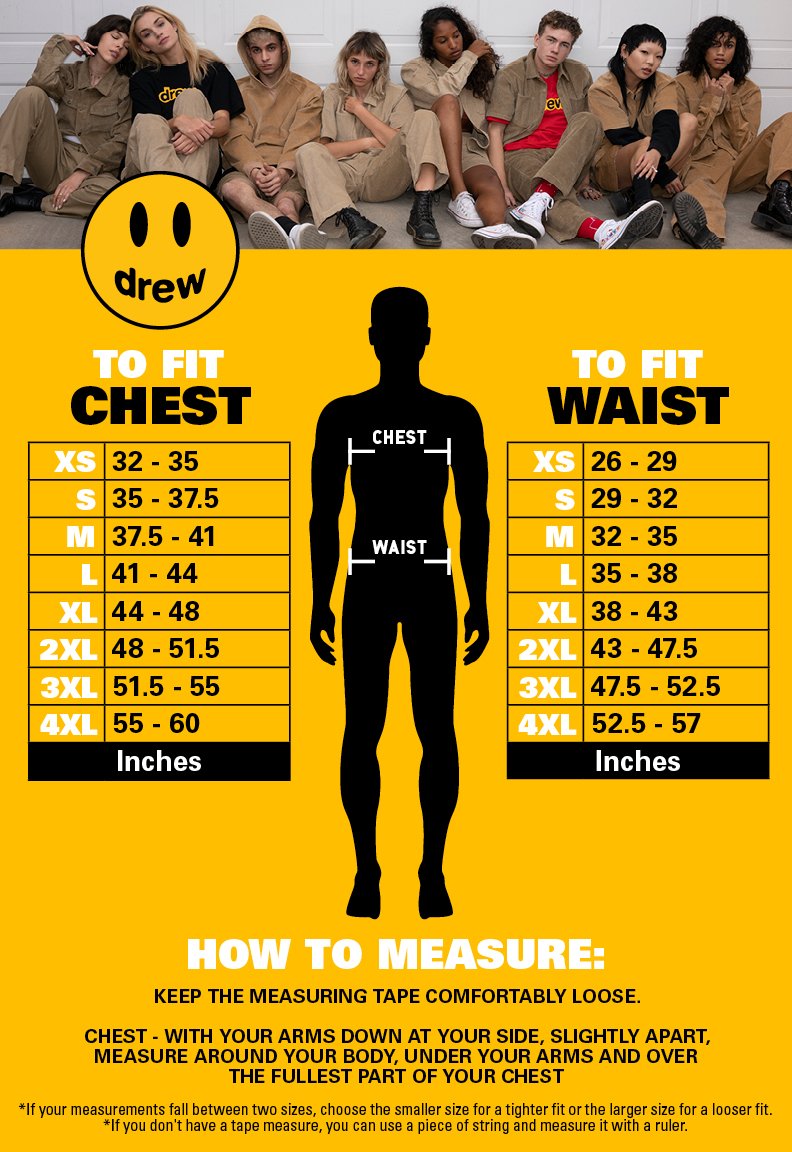 drew
TO FIT
CHEST
XS 32 - 35
S 35 - 37.5
M 37.5 - 41
L 41 - 44
XL 44 - 48
2XL 48 - 51.5
3XL 51.5 - 55
4XL 55 - 60
Inches
CHEST
WAIST
TO FIT
WAIST
XS 26 - 29
S 29 - 32
M 32 - 35
L 35 - 38
XL 38 - 43
2XL 43 - 47.5
3XL 47.5 - 52.5
4XL 52.5 - 57
Inches
HOW TO MEASURE:
KEEP THE MEASURING TAPE COMFORTABLY LOOSE.
CHEST - WITH YOUR ARMS DOWN AT YOUR SIDE, SLIGHTLY APART,
MEASURE AROUND YOUR BODY, UNDER YOUR ARMS AND OVER
THE FULLEST PART OF YOUR CHEST
*If your measurements fall between two sizes, choose the smaller size for a tighter fit or the larger size for a looser fit.
*If you don't have a tape measure, you can use a piece of string and measure it with a ruler.